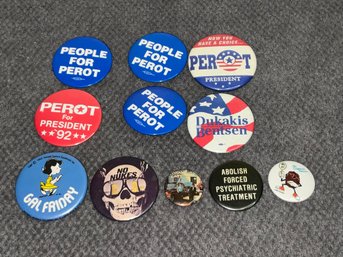 PEOPLE
FOR
PEROT
PEOPLE
FOR
PEROT
NOW YOU
HAVE A CHOICE
PEROT
PRESIDENT
PEROT
For
PRESIDENT
'92
PEOPLE
FOR
PEROT
Dukakis
Bentsen
GAL FRIDAY
NO
NUKES
ABOLISH
FORCED
PSYCHIATRIC
TREATMENT